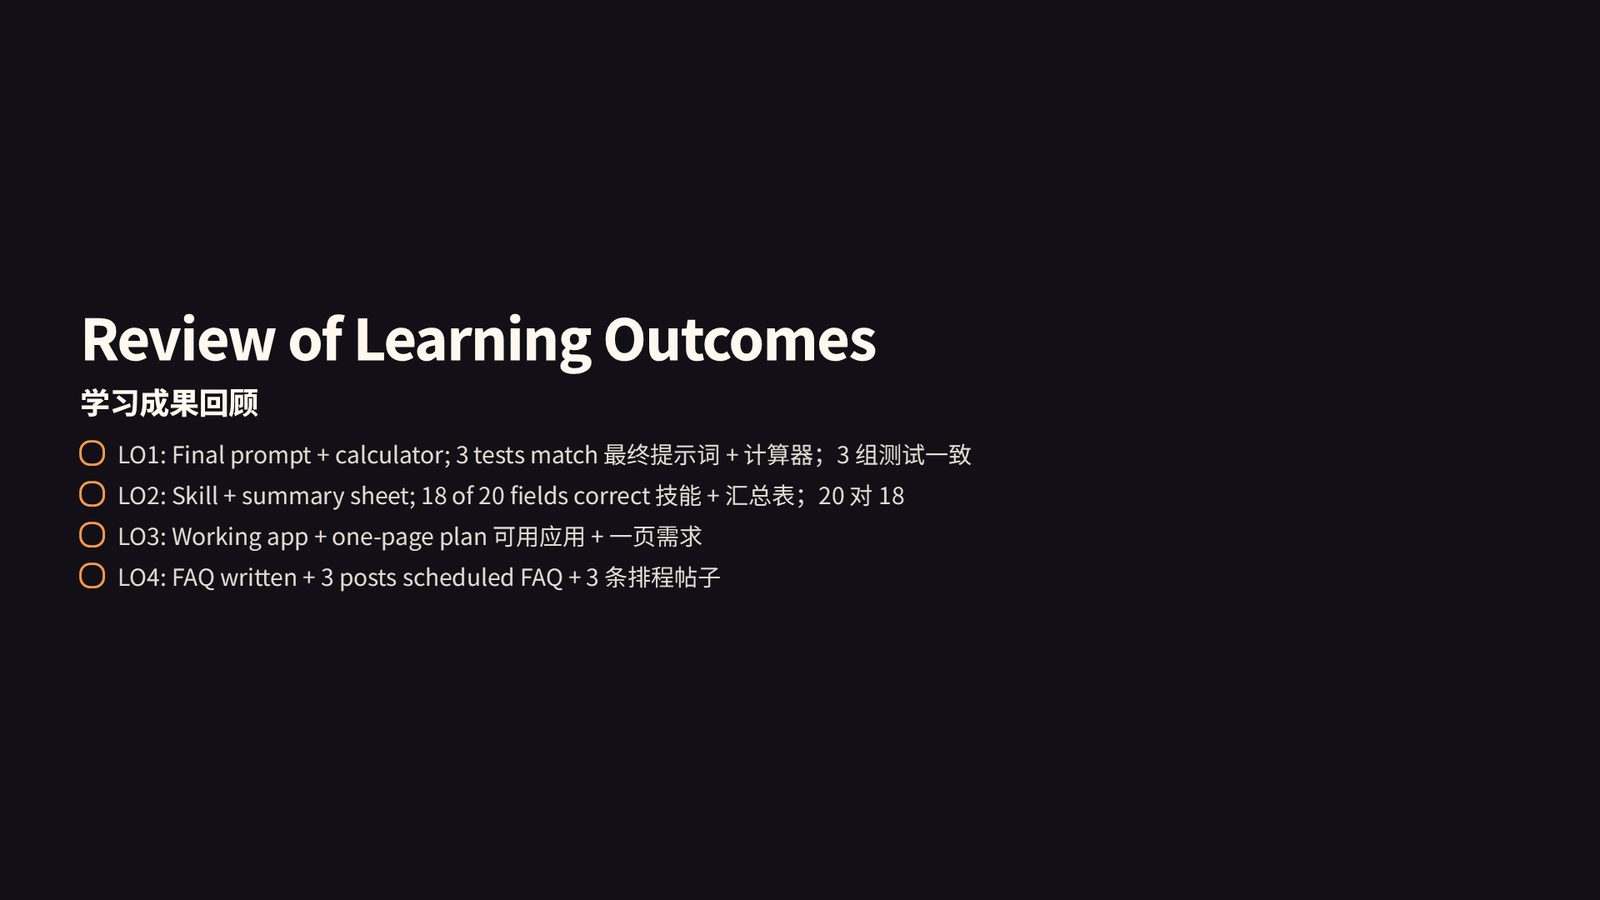 Review of Learning Outcomes
学习成果回顾
LO1: Final prompt + calculator; 3 tests match 最终提示词 + 计算器；3 组测试一致
LO2: Skill + summary sheet; 18 of 20 fields correct 技能 + 汇总表；20 对 18
LO3: Working app + one-page plan 可用应用 + 一页需求
LO4: FAQ written + 3 posts scheduled FAQ + 3 条排程帖子